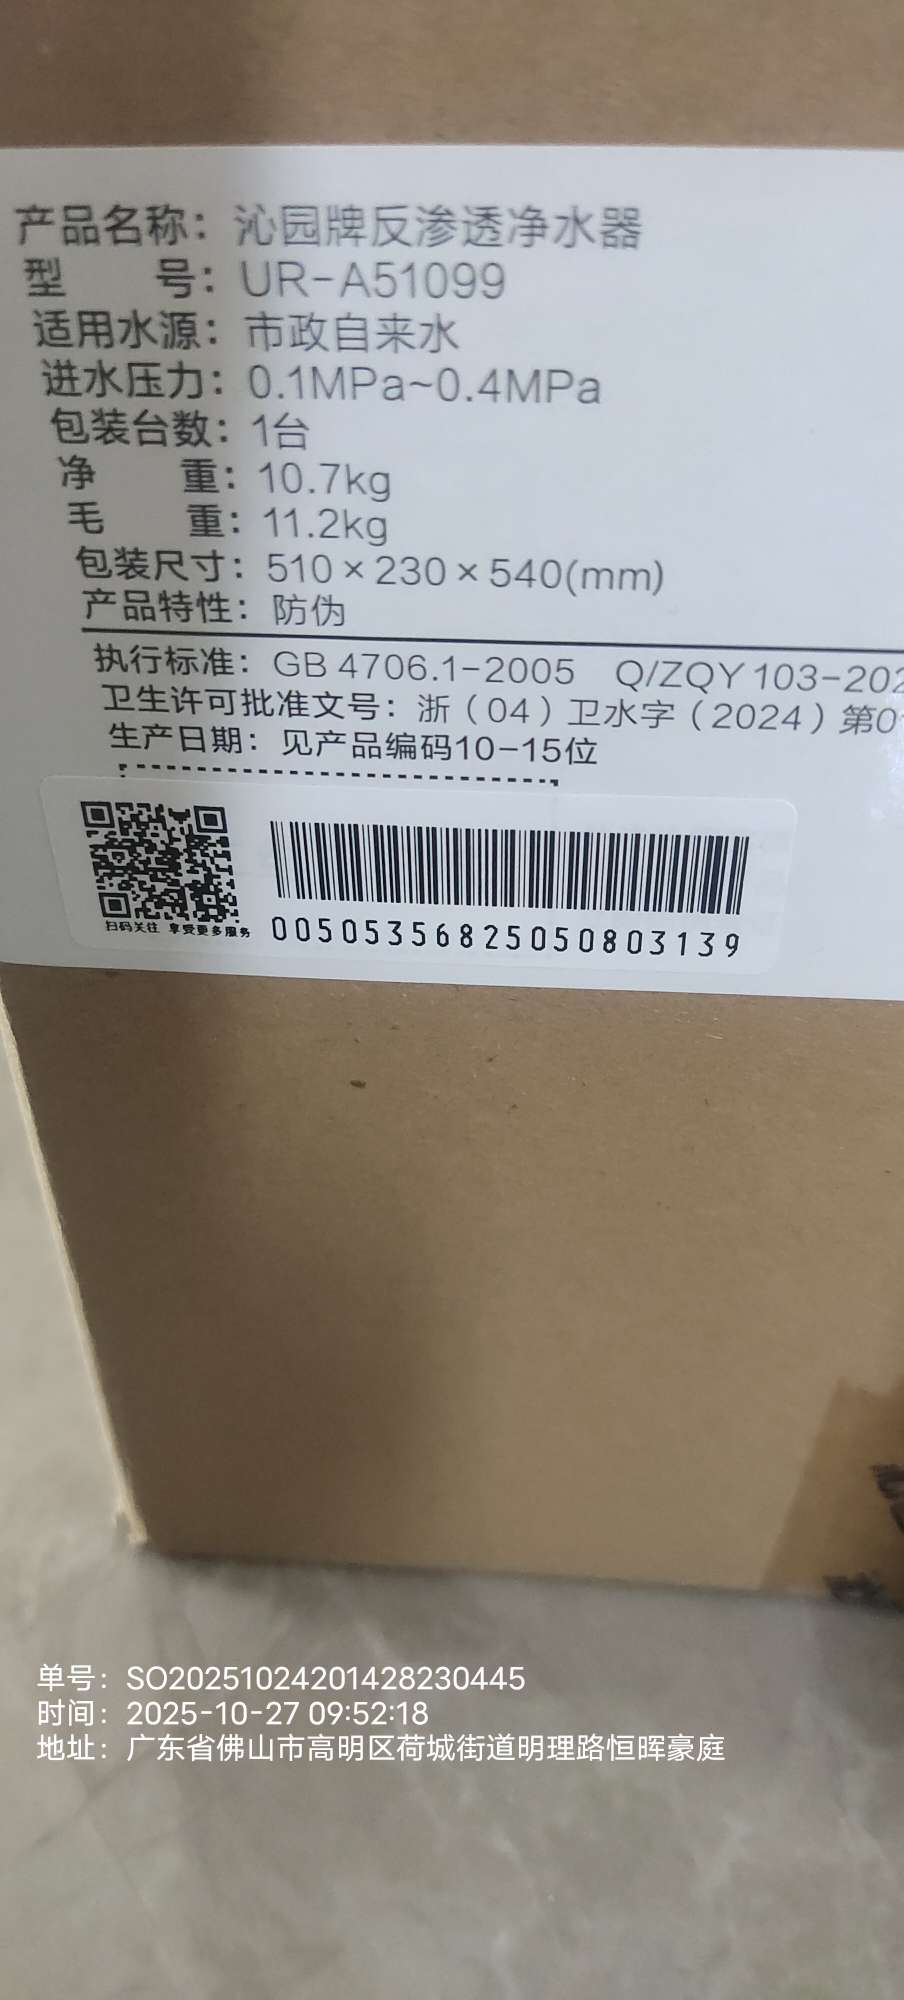 产品名称：沁园牌反渗透净水器
型 号：UR-A51099
适用水源：市政自来水
进水压力：0.1MPa~0.4MPa
包装台数：1台
净 重：10.7kg
毛 重：11.2kg
包装尺寸：510×230×540(mm)
产品特性：防伪
执行标准：GB 4706.1-2005 Q/ZQY 103-202
卫生许可批准文号：浙（04）卫水字（2024）第0
生产日期：见产品编码10-15位
扫码关注 享受更多服务
00505356825050803139
单号：SO20251024201428230445
时间：2025-10-27 09:52:18
地址：广东省佛山市高明区荷城街道明理路恒晖豪庭